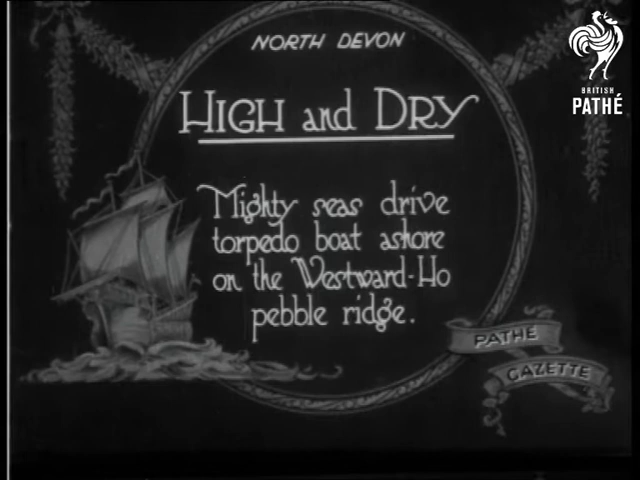 NORTH DEVON
HIGH and DRY
Mighty seas drive
torpedo boat ashore
on the Westward-Ho
pebble ridge.
PATHE
GAZETTE
BRITISH
PATHÉ